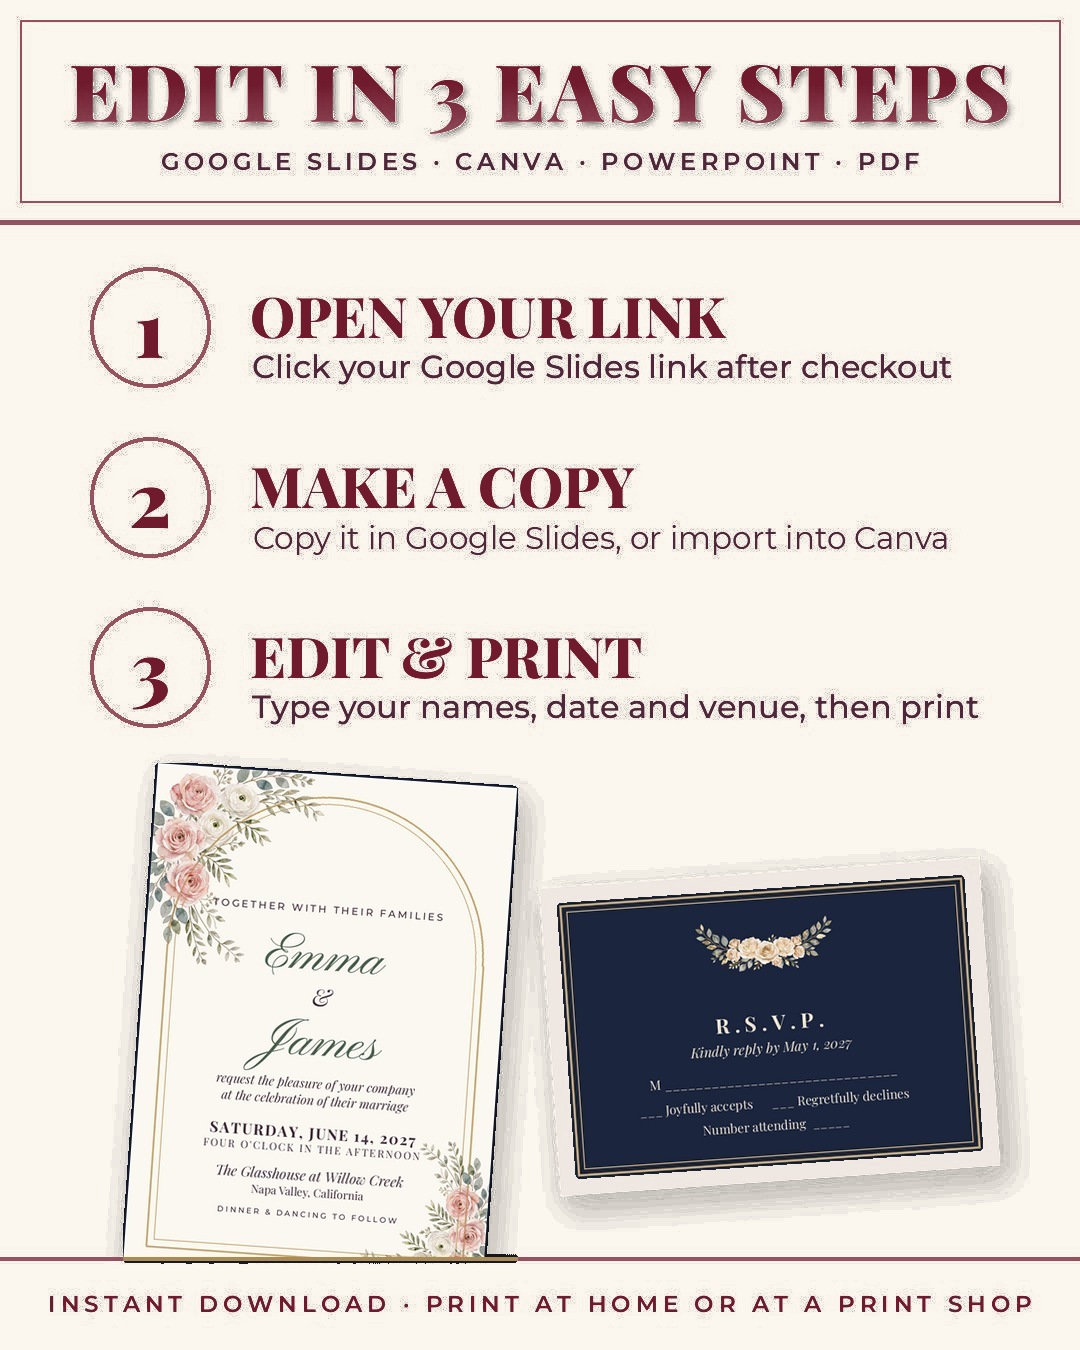 EDIT IN 3 EASY STEPS
GOOGLE SLIDES · CANVA · POWERPOINT · PDF
1
OPEN YOUR LINK
Click your Google Slides link after checkout
2
MAKE A COPY
Copy it in Google Slides, or import into Canva
3
EDIT & PRINT
Type your names, date and venue, then print
TOGETHER WITH THEIR FAMILIES
Emma
&
James
request the pleasure of your company
at the celebration of their marriage
SATURDAY, JUNE 14, 2027
FOUR O'CLOCK IN THE AFTERNOON
The Glasshouse at Willow Creek
Napa Valley, California
DINNER & DANCING TO FOLLOW
R.S.V.P.
Kindly reply by May 1, 2027
M ______________________________
___ Joyfully accepts ___ Regretfully declines
Number attending _____
INSTANT DOWNLOAD · PRINT AT HOME OR AT A PRINT SHOP